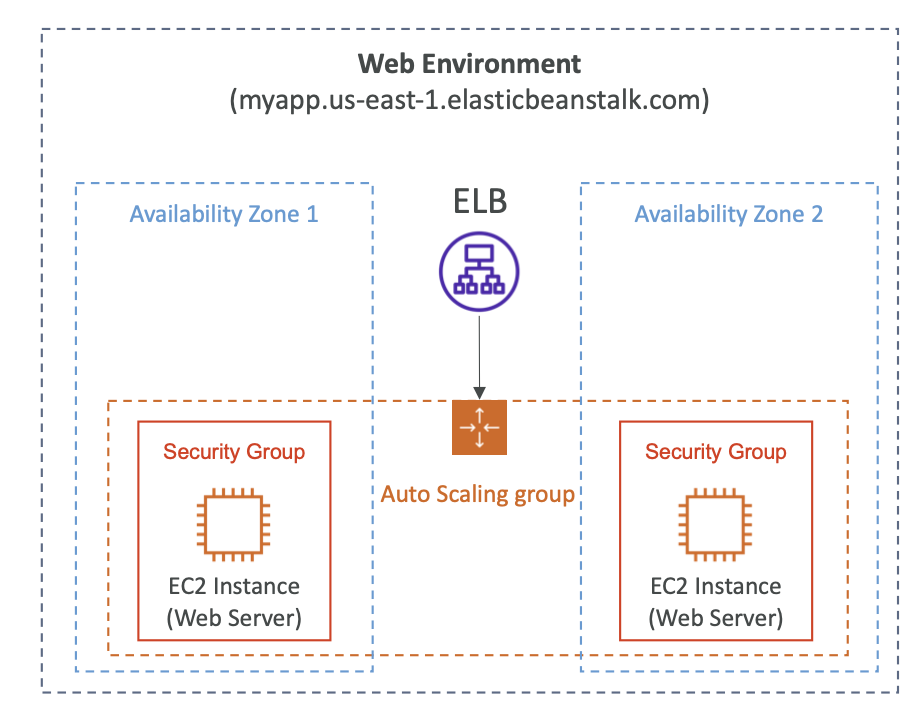 Web Environment
(myapp.us-east-1.elasticbeanstalk.com)
ELB
Availability Zone 1
Availability Zone 2
Security Group
Security Group
Auto Scaling group
EC2 Instance
(Web Server)
EC2 Instance
(Web Server)